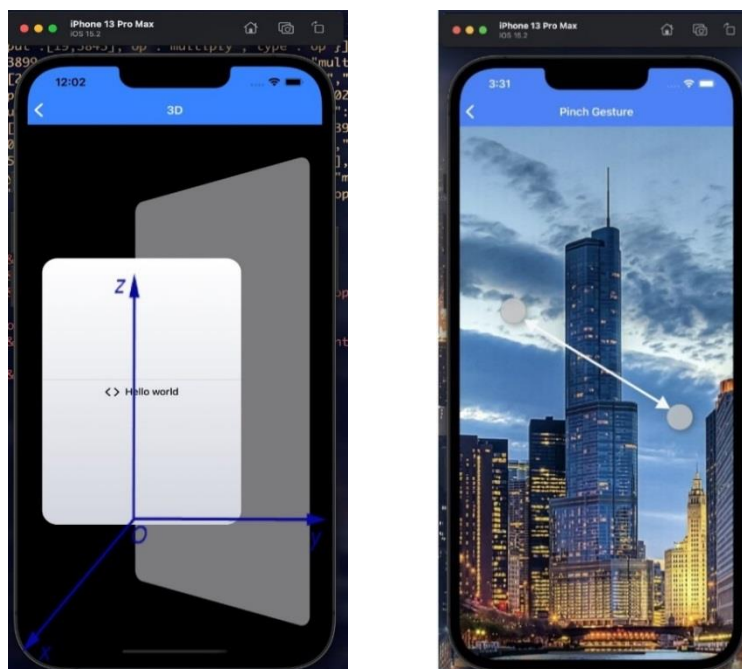 iPhone 13 Pro Max
iOS 15.2
12:02
3D
Z
<> Hello world
O
y
x
iPhone 13 Pro Max
iOS 15.2
3:31
Pinch Gesture